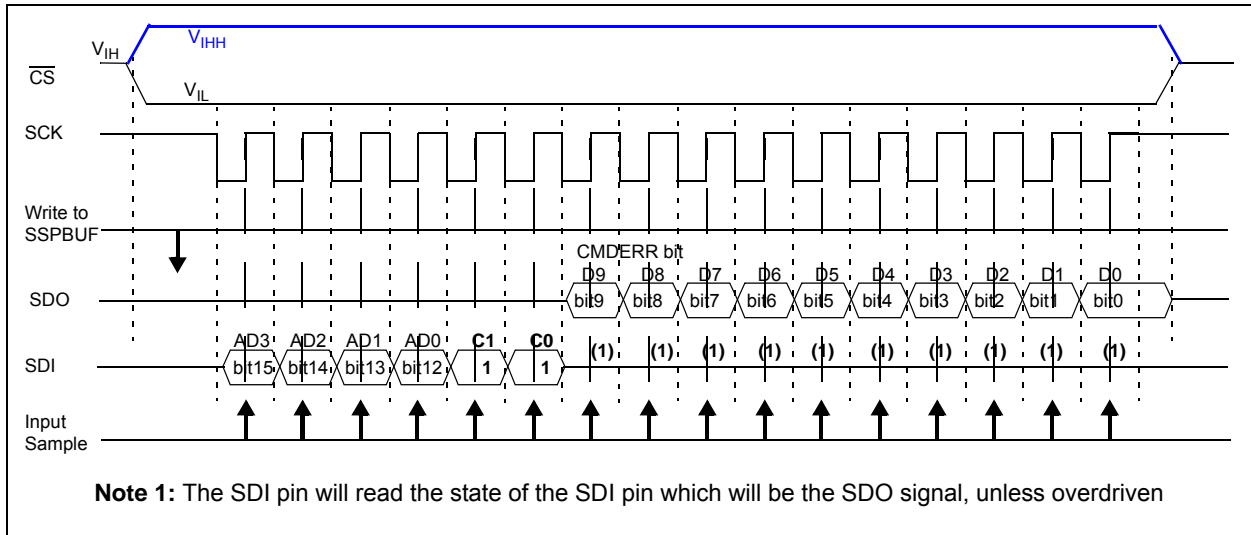 VIHH
VIH
CS
VIL
SCK
Write to
SSPBUF
CMDERR bit
D9 D8 D7 D6 D5 D4 D3 D2 D1 D0
SDO bit9 bit8 bit7 bit6 bit5 bit4 bit3 bit2 bit1 bit0
AD3 AD2 AD1 AD0 C1 C0 (1) (1) (1) (1) (1) (1) (1) (1) (1) (1)
SDI bit15 bit14 bit13 bit12 1 1
Input
Sample
Note 1: The SDI pin will read the state of the SDI pin which will be the SDO signal, unless overdriven